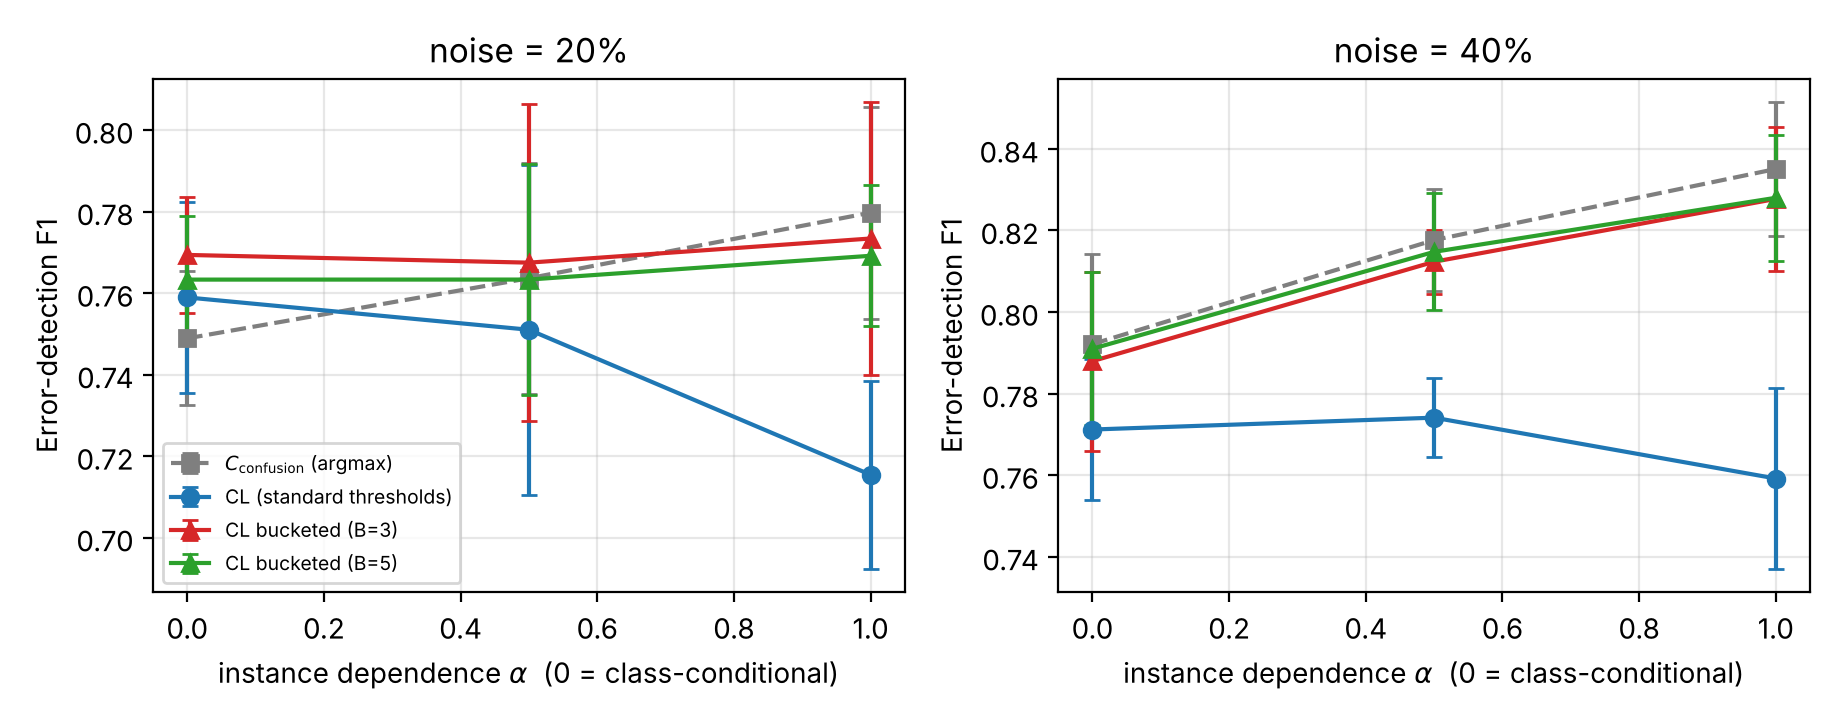 noise = 20%
0.80
0.78
0.76
0.74
0.72
0.70
Error-detection F1
C_confusion (argmax)
CL (standard thresholds)
CL bucketed (B=3)
CL bucketed (B=5)
0.0 0.2 0.4 0.6 0.8 1.0
instance dependence α (0 = class-conditional)
noise = 40%
0.84
0.82
0.80
0.78
0.76
0.74
Error-detection F1
0.0 0.2 0.4 0.6 0.8 1.0
instance dependence α (0 = class-conditional)